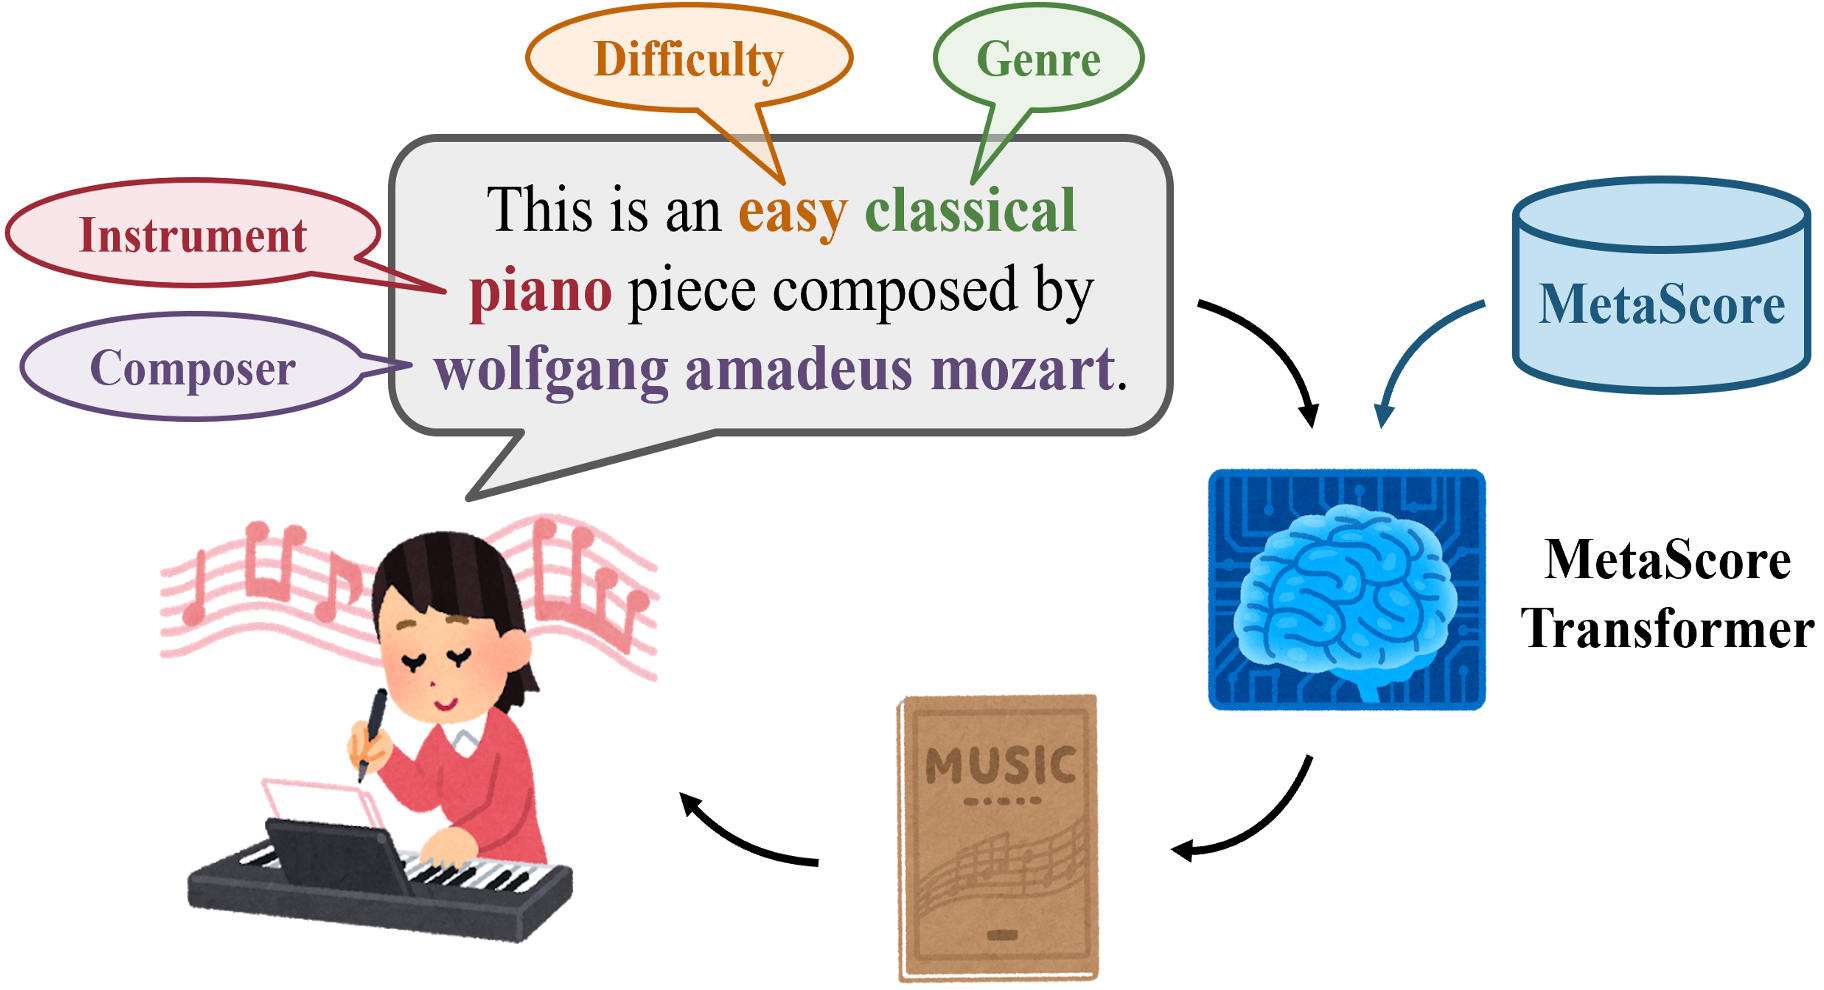 Difficulty
Genre
Instrument
Composer
This is an easy classical
piano piece composed by
wolfgang amadeus mozart.
MetaScore
MetaScore
Transformer
MUSIC